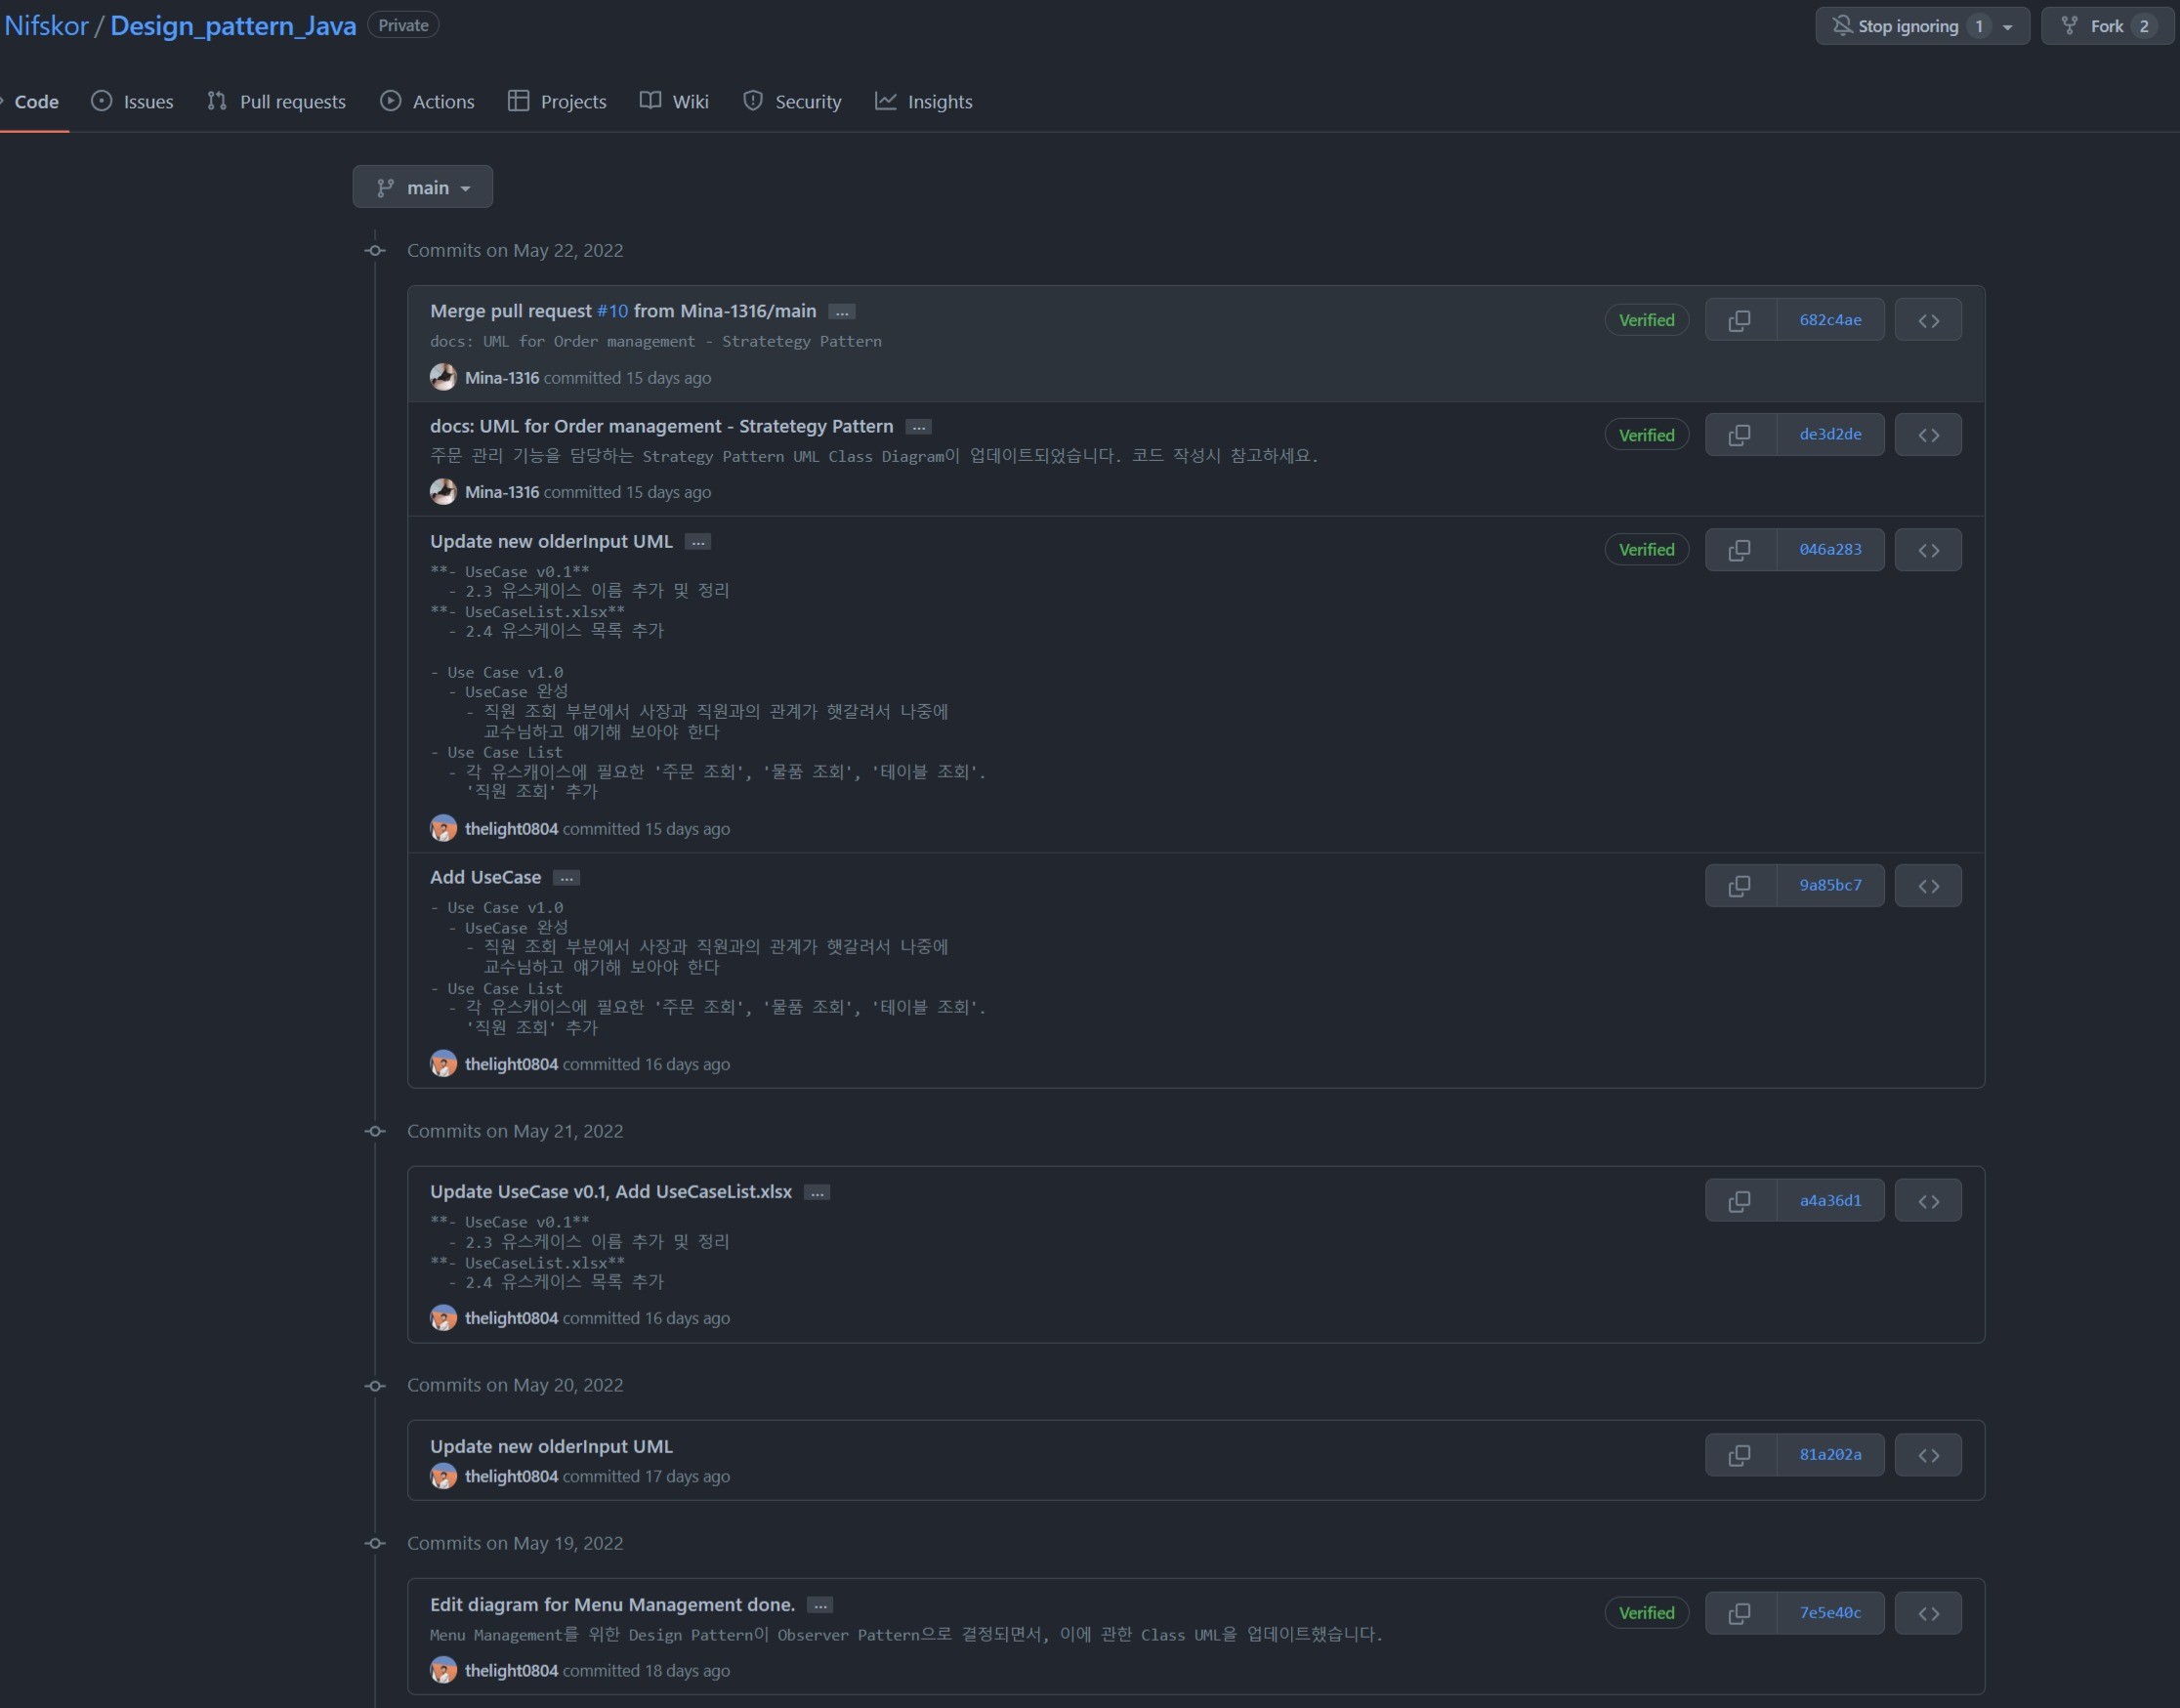 Nifskor / Design_pattern_Java Private
Stop ignoring 1 Fork 2
Code Issues Pull requests Actions Projects Wiki Security Insights
main
Commits on May 22, 2022
Merge pull request #10 from Mina-1316/main ...
docs: UML for Order management - Stratetegy Pattern
Mina-1316 committed 15 days ago
Verified 682c4ae
docs: UML for Order management - Stratetegy Pattern ...
주문 관리 기능을 담당하는 Strategy Pattern UML Class Diagram이 업데이트되었습니다. 코드 작성시 참고하세요.
Mina-1316 committed 15 days ago
Verified de3d2de
Update new olderInput UML ...
**- UseCase v0.1**
- 2.3 유스케이스 이름 추가 및 정리
**- UseCaseList.xlsx**
- 2.4 유스케이스 목록 추가
- Use Case v1.0
- UseCase 완성
- 직원 조회 부분에서 사장과 직원과의 관계가 햇갈려서 나중에
교수님하고 얘기해 보아야 한다
- Use Case List
- 각 유스캐이스에 필요한 '주문 조회', '물품 조회', '테이블 조회'.
'직원 조회' 추가
thelight0804 committed 15 days ago
Verified 046a283
Add UseCase ...
- Use Case v1.0
- UseCase 완성
- 직원 조회 부분에서 사장과 직원과의 관계가 햇갈려서 나중에
교수님하고 얘기해 보아야 한다
- Use Case List
- 각 유스캐이스에 필요한 '주문 조회', '물품 조회', '테이블 조회'.
'직원 조회' 추가
thelight0804 committed 16 days ago
9a85bc7
Commits on May 21, 2022
Update UseCase v0.1, Add UseCaseList.xlsx ...
**- UseCase v0.1**
- 2.3 유스케이스 이름 추가 및 정리
**- UseCaseList.xlsx**
- 2.4 유스케이스 목록 추가
thelight0804 committed 16 days ago
a4a36d1
Commits on May 20, 2022
Update new olderInput UML
thelight0804 committed 17 days ago
81a202a
Commits on May 19, 2022
Edit diagram for Menu Management done. ...
Menu Management를 위한 Design Pattern이 Observer Pattern으로 결정되면서, 이에 관한 Class UML을 업데이트했습니다.
thelight0804 committed 18 days ago
Verified 7e5e40c